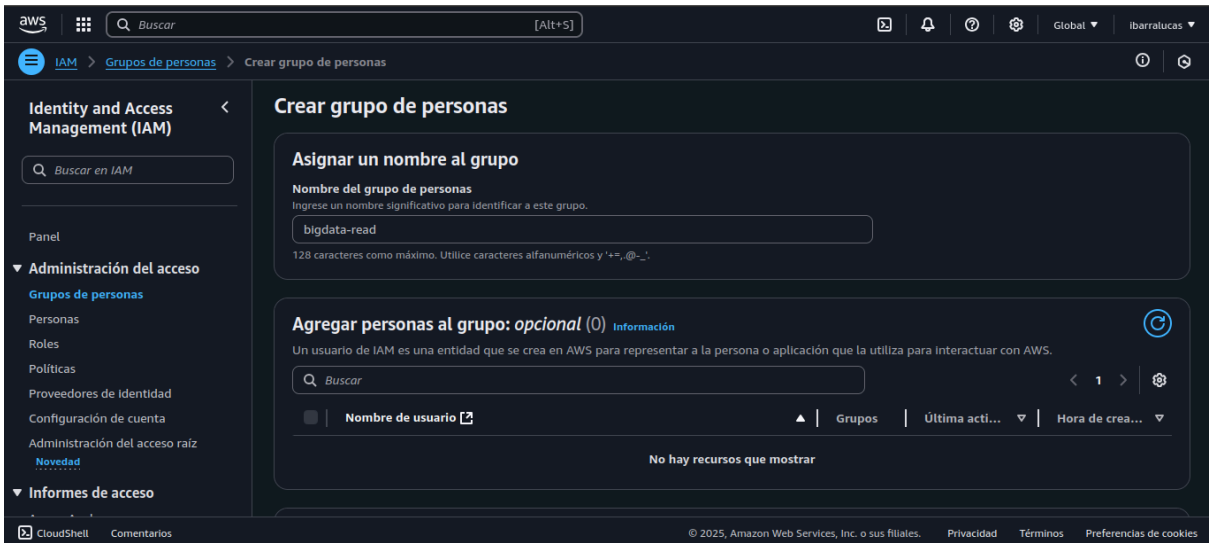 aws
Buscar [Alt+S]
Global ▼
ibarralucas ▼
IAM > Grupos de personas > Crear grupo de personas
Identity and Access
Management (IAM)
Buscar en IAM
Panel
Administración del acceso
Grupos de personas
Personas
Roles
Políticas
Proveedores de identidad
Configuración de cuenta
Administración del acceso raíz
Novedad
Informes de acceso
Crear grupo de personas
Asignar un nombre al grupo
Nombre del grupo de personas
Ingrese un nombre significativo para identificar a este grupo.
bigdata-read
128 caracteres como máximo. Utilice caracteres alfanuméricos y '+=,.@-_'.
Agregar personas al grupo: opcional (0) Información
Un usuario de IAM es una entidad que se crea en AWS para representar a la persona o aplicación que la utiliza para interactuar con AWS.
Buscar
< 1 >
Nombre de usuario Grupos Última acti... Hora de crea...
No hay recursos que mostrar
CloudShell Comentarios © 2025, Amazon Web Services, Inc. o sus filiales. Privacidad Términos Preferencias de cookies